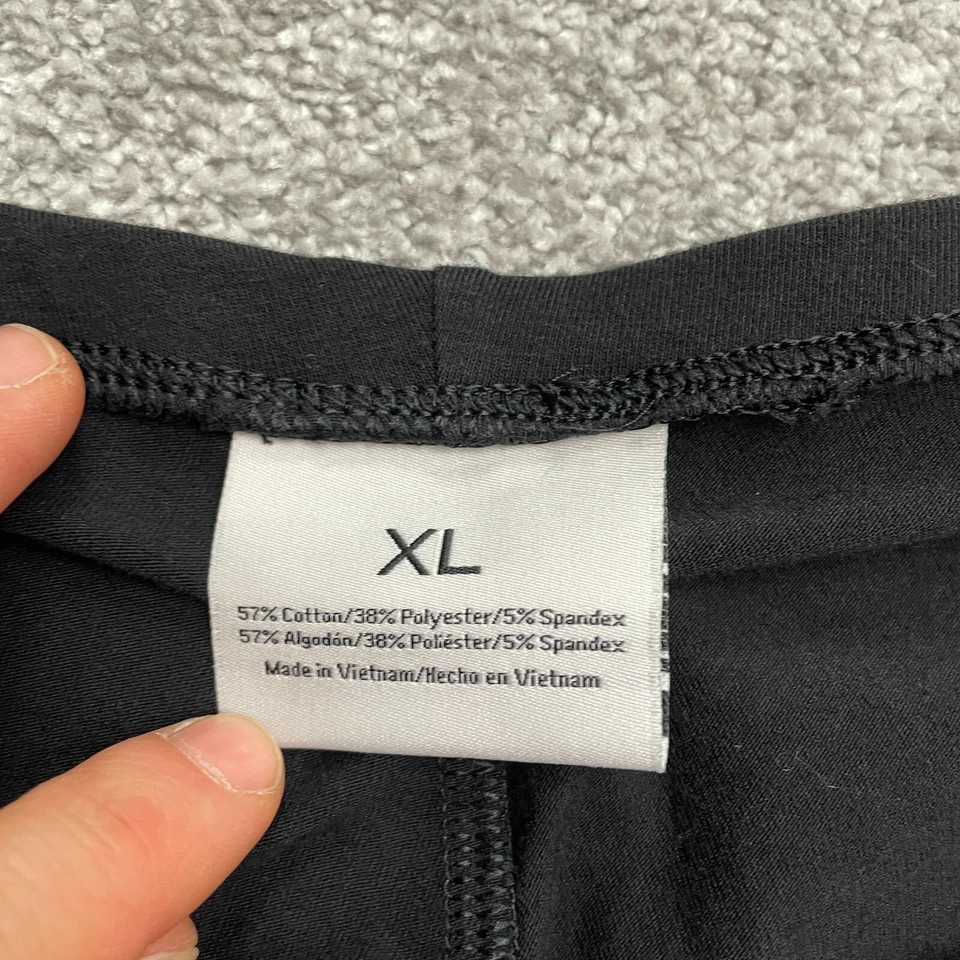 XL
57% Cotton/38% Polyester/5% Spandex
57% Algodón/38% Poliéster/5% Spandex
Made in Vietnam/Hecho en Vietnam